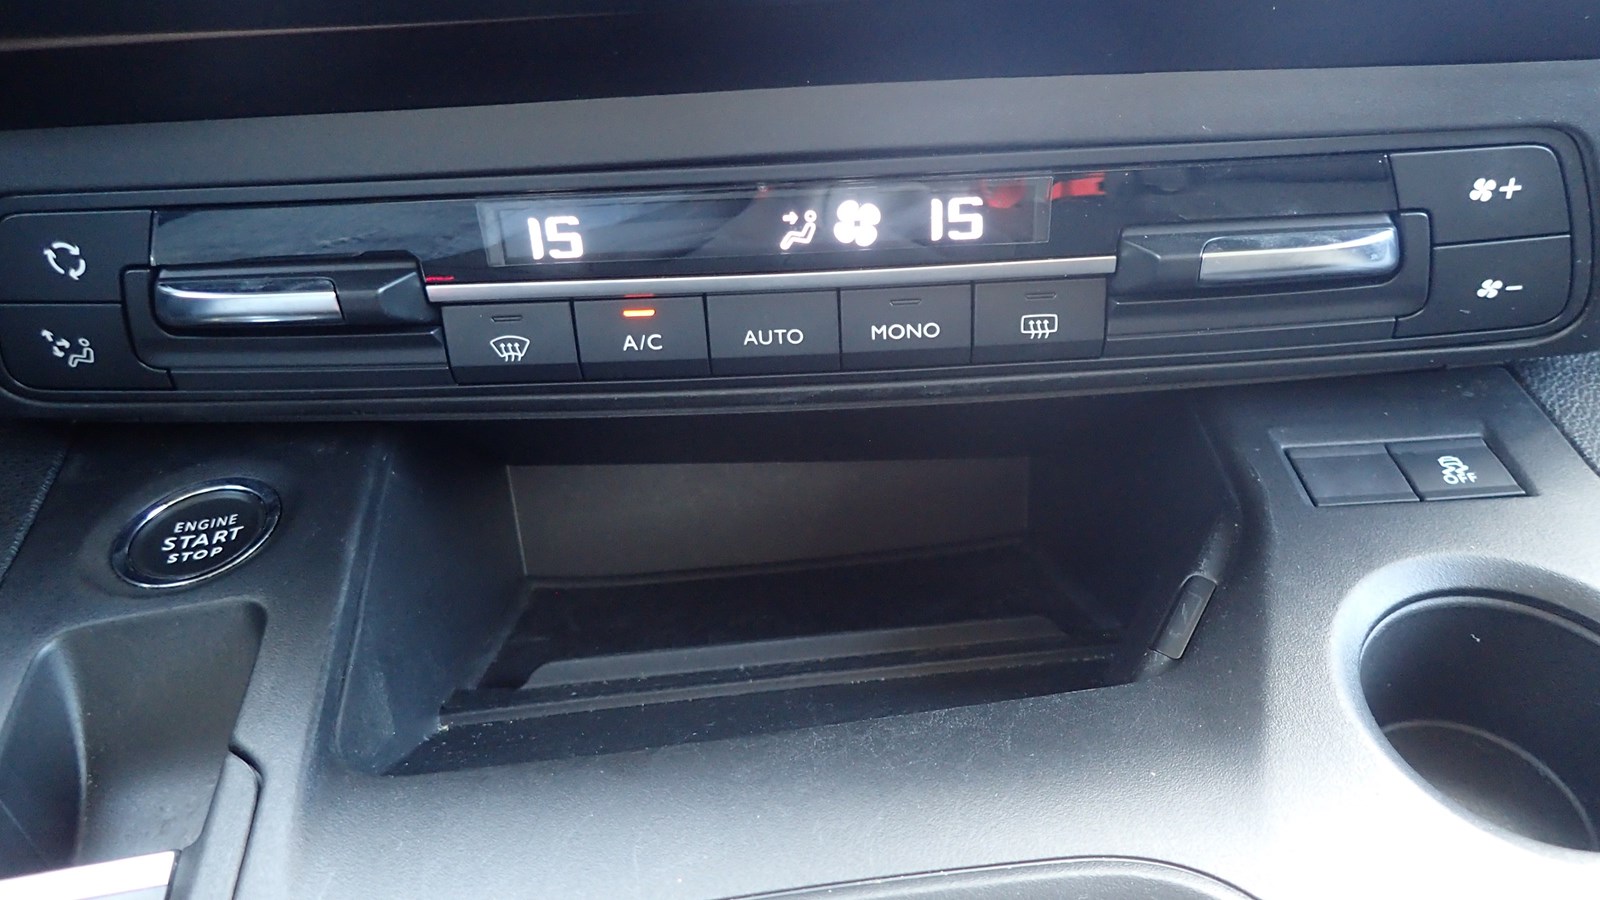 15
15
A/C
AUTO
MONO
ENGINE
START
STOP
OFF